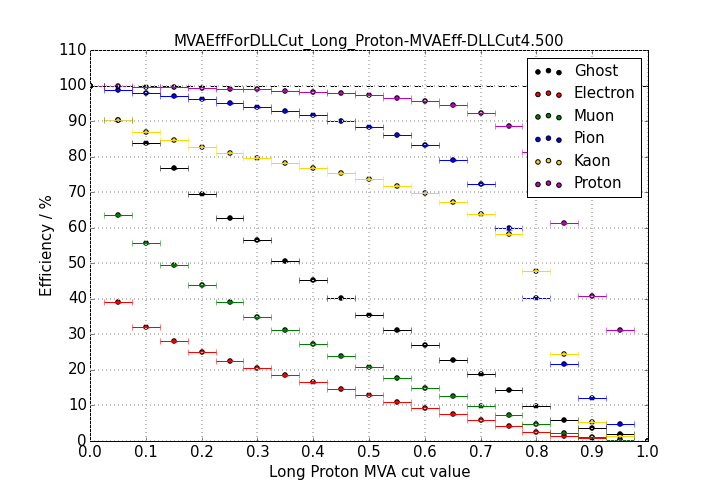 MVAEffForDLLCut_Long_Proton-MVAEff-DLLCut4.500
110
100
90
80
70
60
50
40
30
20
10
0
Efficiency / %
Ghost
Electron
Muon
Pion
Kaon
Proton
0.0 0.1 0.2 0.3 0.4 0.5 0.6 0.7 0.8 0.9 1.0
Long Proton MVA cut value